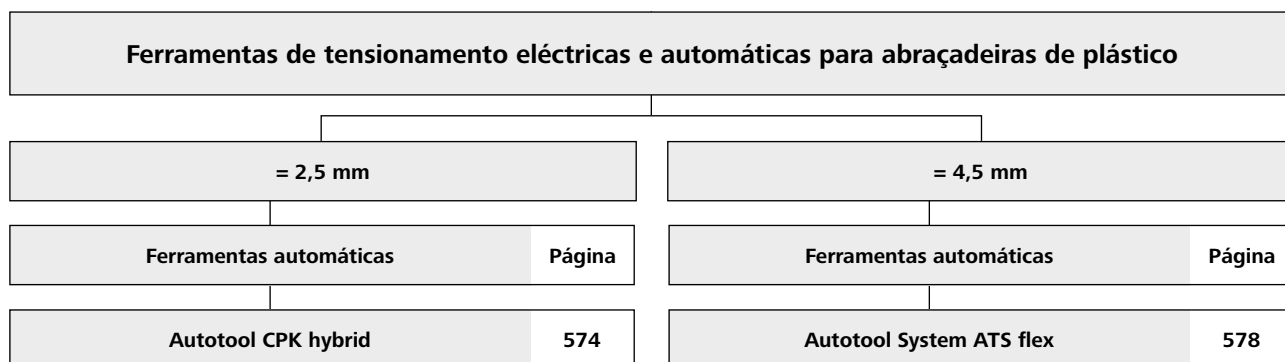 Ferramentas de tensionamento eléctricas e automáticas para abraçadeiras de plástico
= 2,5 mm
Ferramentas automáticas Página
Autotool CPK hybrid 574
= 4,5 mm
Ferramentas automáticas Página
Autotool System ATS flex 578